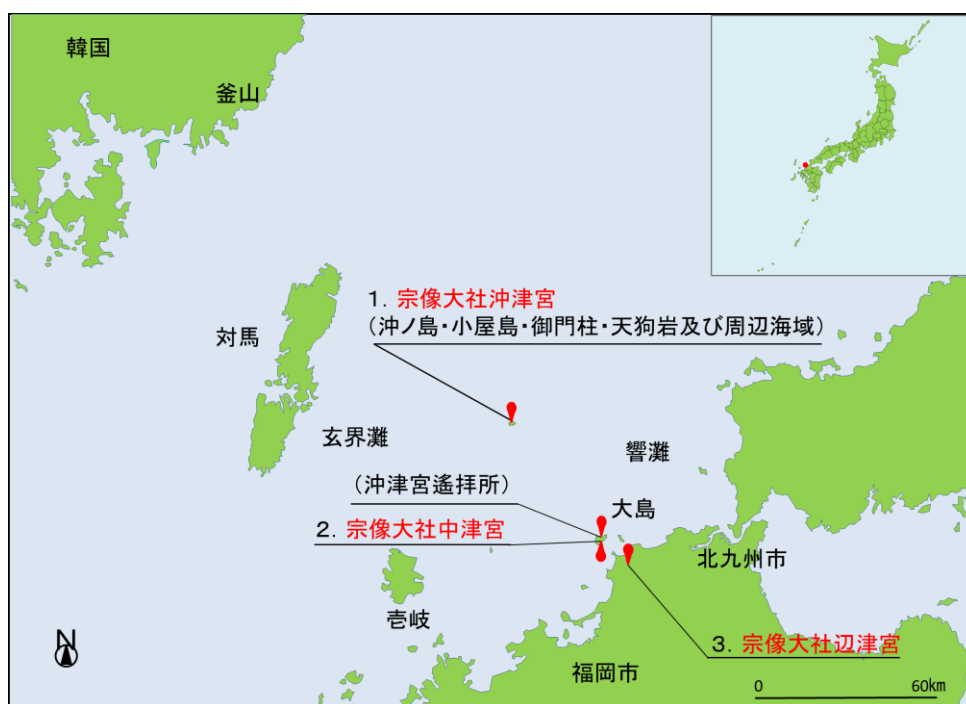 韓国
釜山
1. 宗像大社沖津宮
（沖ノ島・小屋島・御門柱・天狗岩及び周辺海域）
対馬
玄界灘
響灘
（沖津宮遙拝所）
大島
2. 宗像大社中津宮
北九州市
壱岐
3. 宗像大社辺津宮
福岡市
N
0 60km